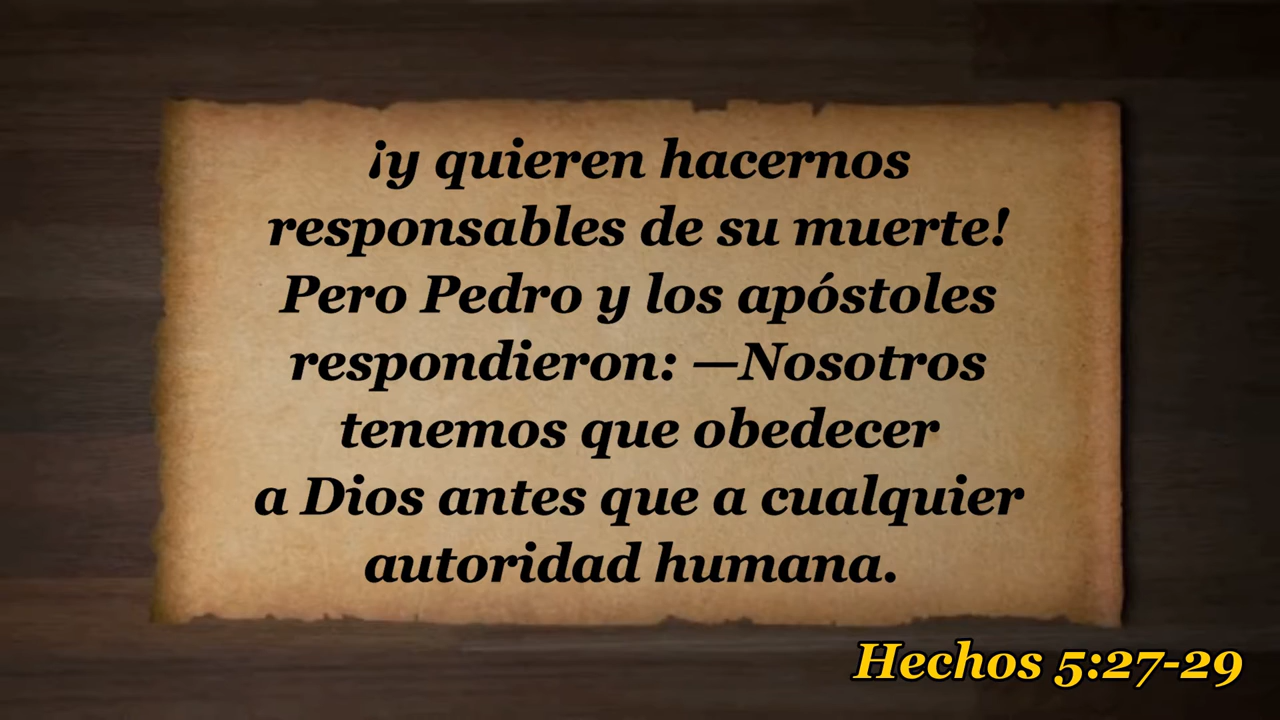 ¡y quieren hacernos
responsables de su muerte!
Pero Pedro y los apóstoles
respondieron: —Nosotros
tenemos que obedecer
a Dios antes que a cualquier
autoridad humana.
Hechos 5:27-29